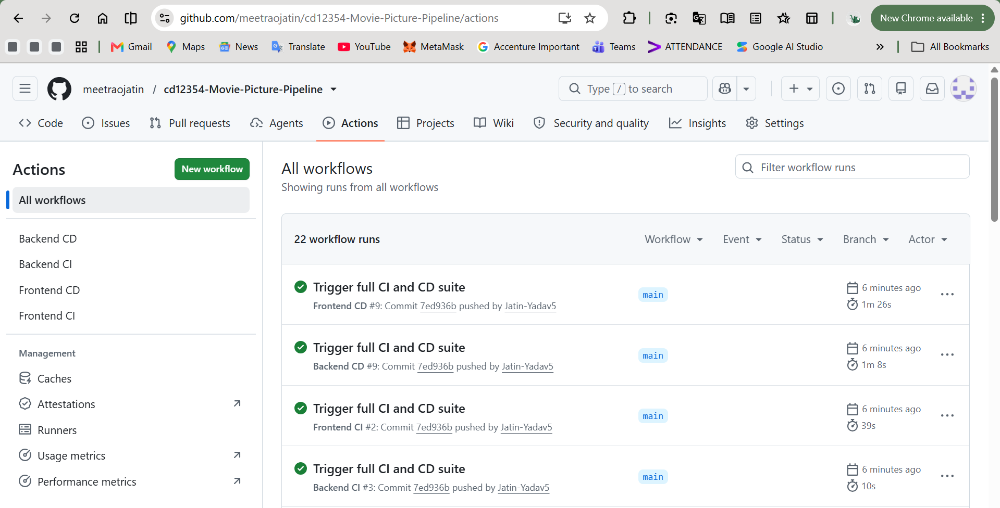 github.com/meetraojatin/cd12354-Movie-Picture-Pipeline/actions
New Chrome available
Gmail
Maps
News
Translate
YouTube
MetaMask
Accenture Important
Teams
ATTENDANCE
Google AI Studio
»
All Bookmarks
meetraojatin / cd12354-Movie-Picture-Pipeline
Type / to search
Code
Issues
Pull requests
Agents
Actions
Projects
Wiki
Security and quality
Insights
Settings
Actions
New workflow
All workflows
Backend CD
Backend CI
Frontend CD
Frontend CI
Management
Caches
Attestations
Runners
Usage metrics
Performance metrics
All workflows
Showing runs from all workflows
Filter workflow runs
22 workflow runs
Workflow
Event
Status
Branch
Actor
Trigger full CI and CD suite
Frontend CD #9: Commit 7ed936b pushed by Jatin-Yadav5
main
6 minutes ago
1m 26s
Trigger full CI and CD suite
Backend CD #9: Commit 7ed936b pushed by Jatin-Yadav5
main
6 minutes ago
1m 8s
Trigger full CI and CD suite
Frontend CI #2: Commit 7ed936b pushed by Jatin-Yadav5
main
6 minutes ago
39s
Trigger full CI and CD suite
Backend CI #3: Commit 7ed936b pushed by Jatin-Yadav5
main
6 minutes ago
10s